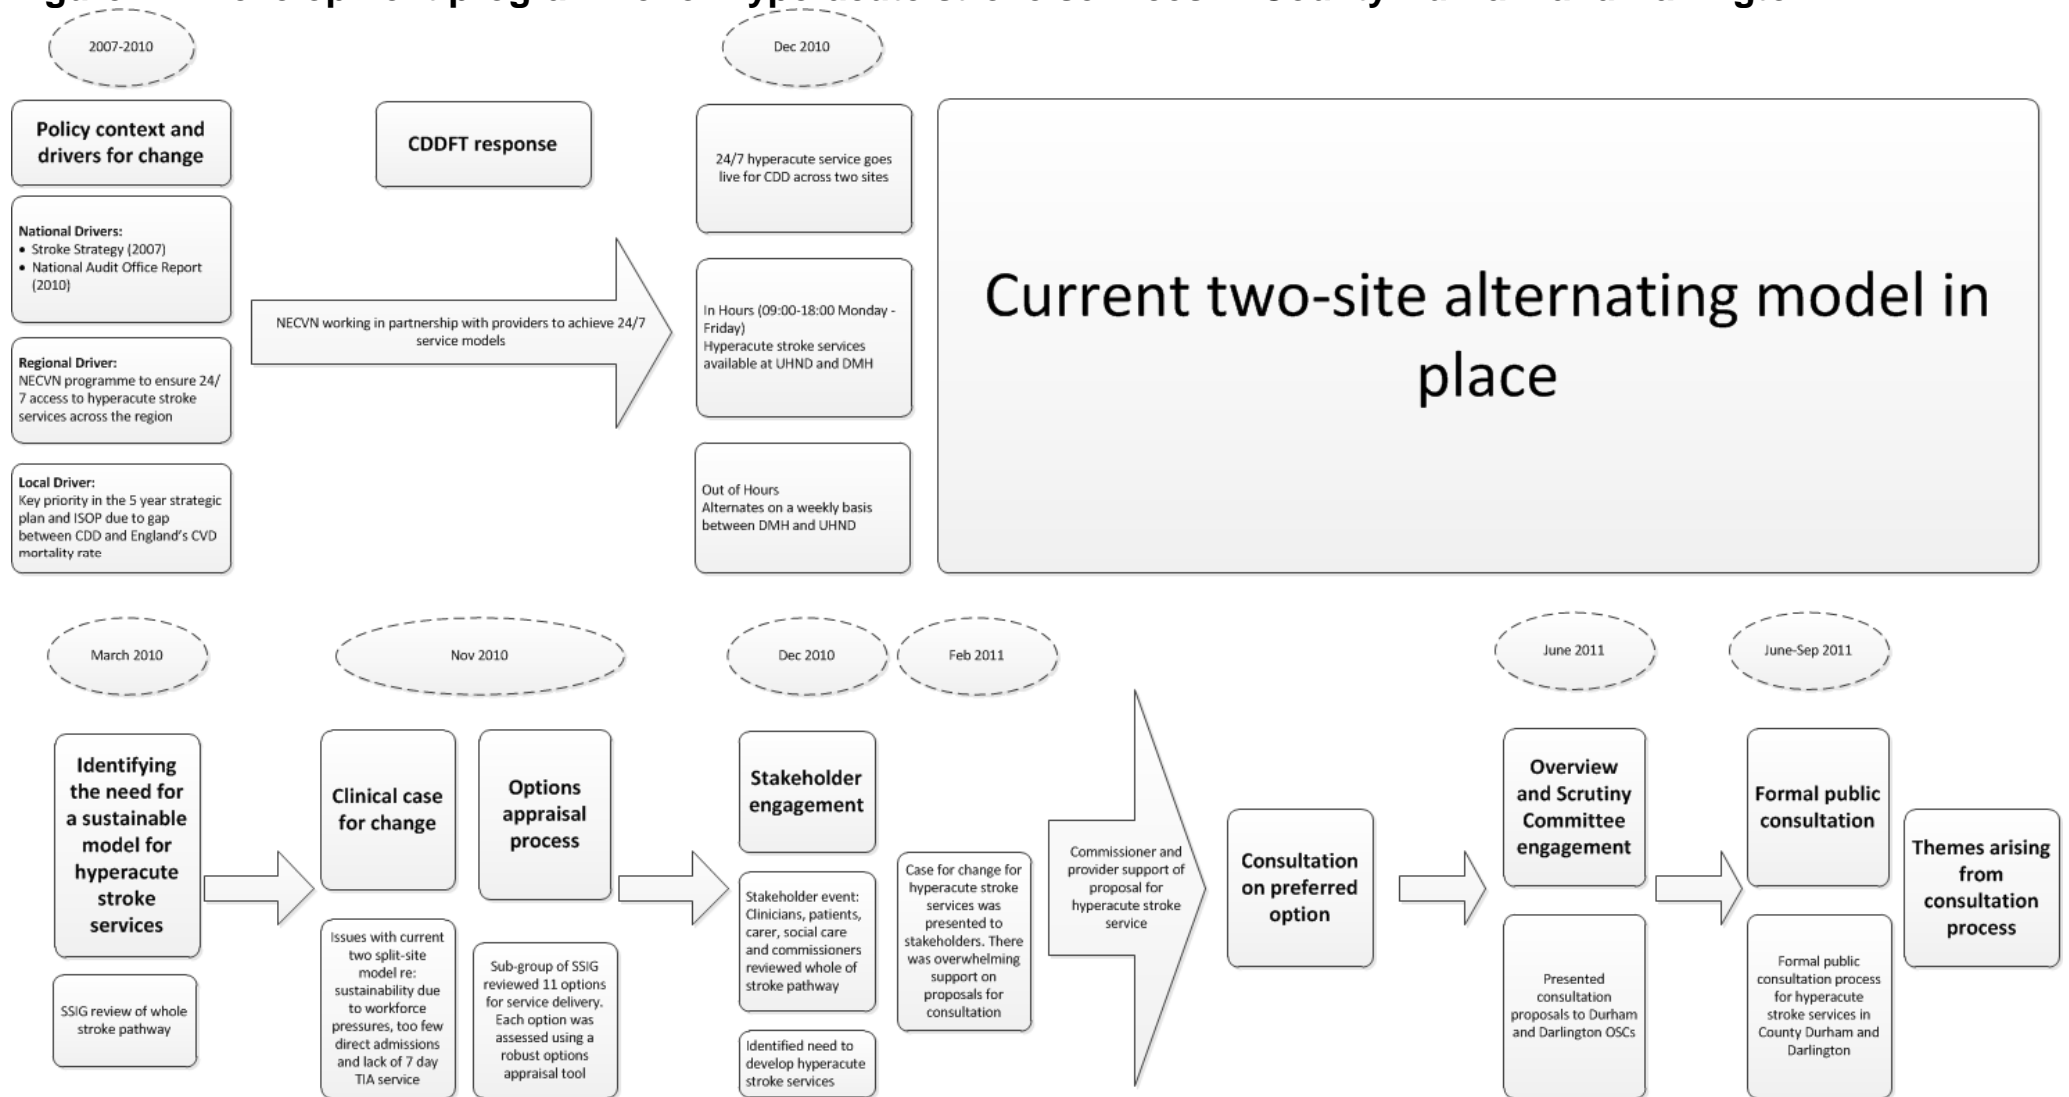 Figure Development programme for hyperacute stroke services in County Durham and Darlington
2007-2010
Dec 2010
Policy context and
drivers for change
CDDFT response
National Drivers:
• Stroke Strategy (2007)
• National Audit Office Report
(2010)
Regional Driver:
NECVN programme to ensure 24/
7 access to hyperacute stroke
services across the region
Local Driver:
Key priority in the 5 year strategic
plan and ISOP due to gap
between CDD and England's CVD
mortality rate
NECVN working in partnership with providers to achieve 24/7
service models
24/7 hyperacute service goes
live for CDD across two sites
In Hours (09:00-18:00 Monday -
Friday)
Hyperacute stroke services
available at UHND and DMH
Out of Hours
Alternates on a weekly basis
between DMH and UHND
Current two-site alternating model in
place
March 2010
Nov 2010
Dec 2010
Feb 2011
June 2011
June-Sep 2011
Identifying
the need for
a sustainable
model for
hyperacute
stroke
services
SSIG review of whole
stroke pathway
Clinical case
for change
Issues with current
two split-site
model re:
sustainability due
to workforce
pressures, too few
direct admissions
and lack of 7 day
TIA service
Options
appraisal
process
Sub-group of SSIG
reviewed 11 options
for service delivery.
Each option was
assessed using a
robust options
appraisal tool
Stakeholder
engagement
Stakeholder event:
Clinicians, patients,
carer, social care
and commissioners
reviewed whole of
stroke pathway
Identified need to
develop hyperacute
stroke services
Case for change for
hyperacute stroke
services was
presented to
stakeholders. There
was overwhelming
support on
proposals for
consultation
Commissioner and
provider support of
proposal for
hyperacute stroke
service
Consultation
on preferred
option
Overview
and Scrutiny
Committee
engagement
Presented
consultation
proposals to Durham
and Darlington OSCs
Formal public
consultation
Formal public
consultation process
for hyperacute
stroke services in
County Durham and
Darlington
Themes arising
from
consultation
process